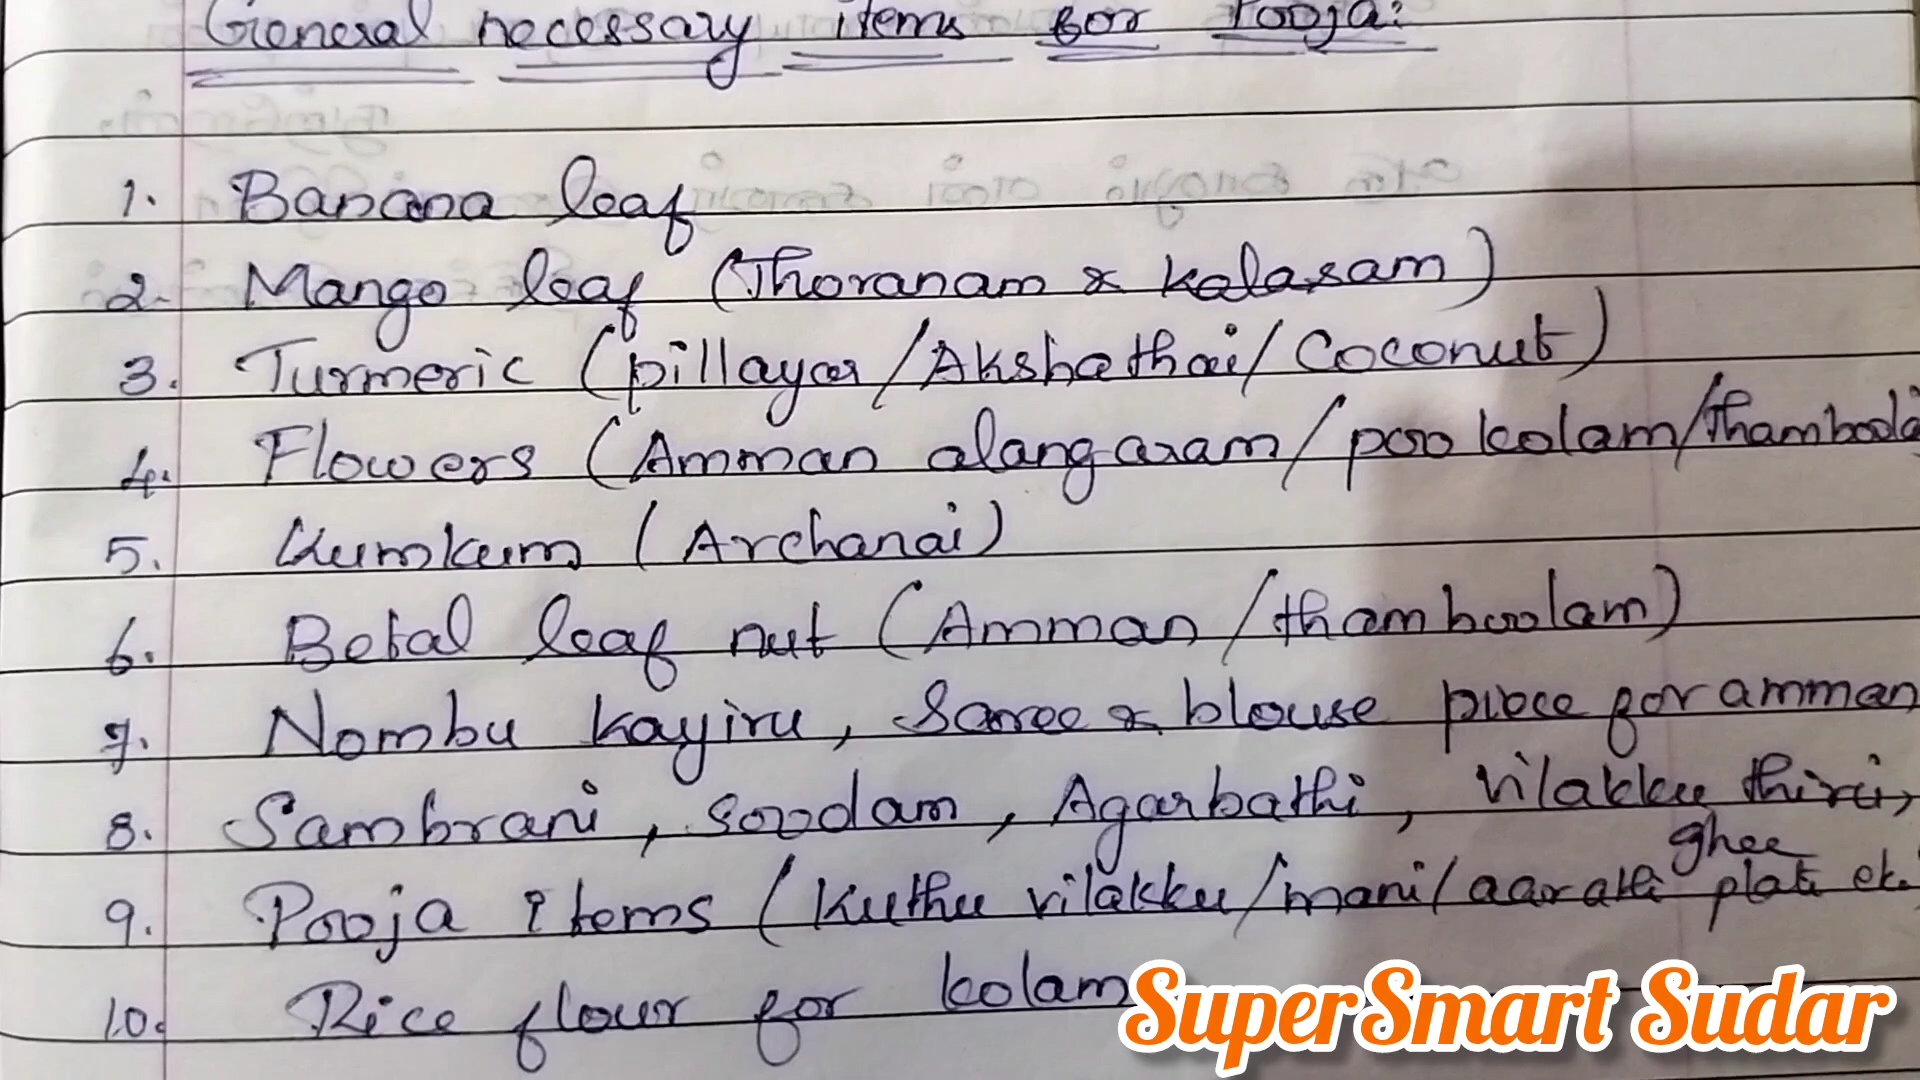 General necessary items for Pooja:
1. Banana leaf
2. Mango leaf (Thoranam & kalasam)
3. Turmeric (pillayar/Akshathai/Coconut)
4. Flowers (Amman alangaram/poo kolam/thamboola
5. Kumkum (Archanai)
6. Betal leaf nut (Amman/thamboolam)
7. Nombu kayiru, Saree & blouse piece for amman
8. Sambrani, soodam, Agarbathi, vilakku thiri,
ghee
9. Pooja items (Kuthu vilakku/mani/aarathi plate etc.
10. Rice flour for kolam
SuperSmart Sudar